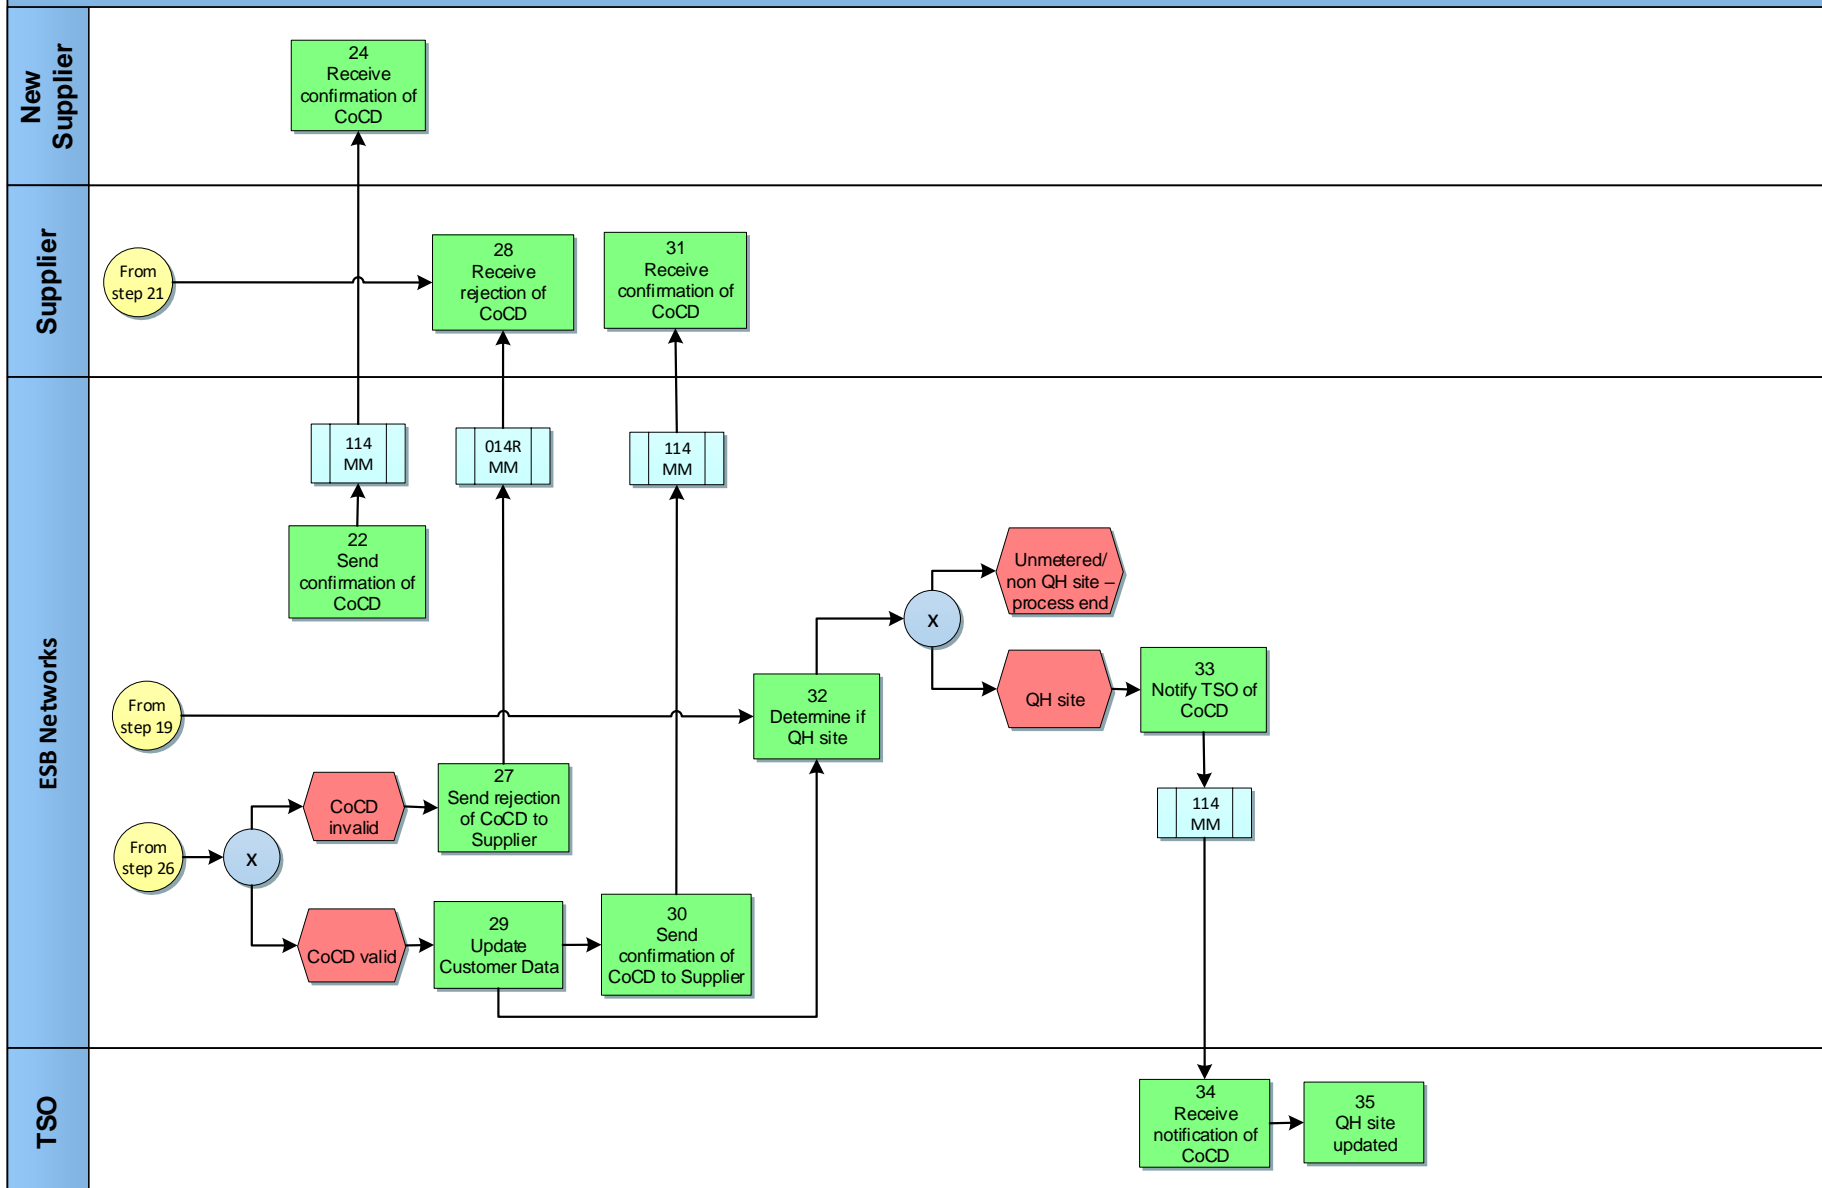 New
Supplier
24
Receive
confirmation of
CoCD
Supplier
From
step 21
28
Receive
rejection of
CoCD
31
Receive
confirmation of
CoCD
ESB Networks
114
MM
014R
MM
114
MM
22
Send
confirmation of
CoCD
Unmetered/
non QH site –
process end
X
From
step 19
32
Determine if
QH site
QH site
33
Notify TSO of
CoCD
From
step 26
X
CoCD
invalid
27
Send rejection
of CoCD to
Supplier
114
MM
CoCD valid
29
Update
Customer Data
30
Send
confirmation of
CoCD to Supplier
TSO
34
Receive
notification of
CoCD
35
QH site
updated